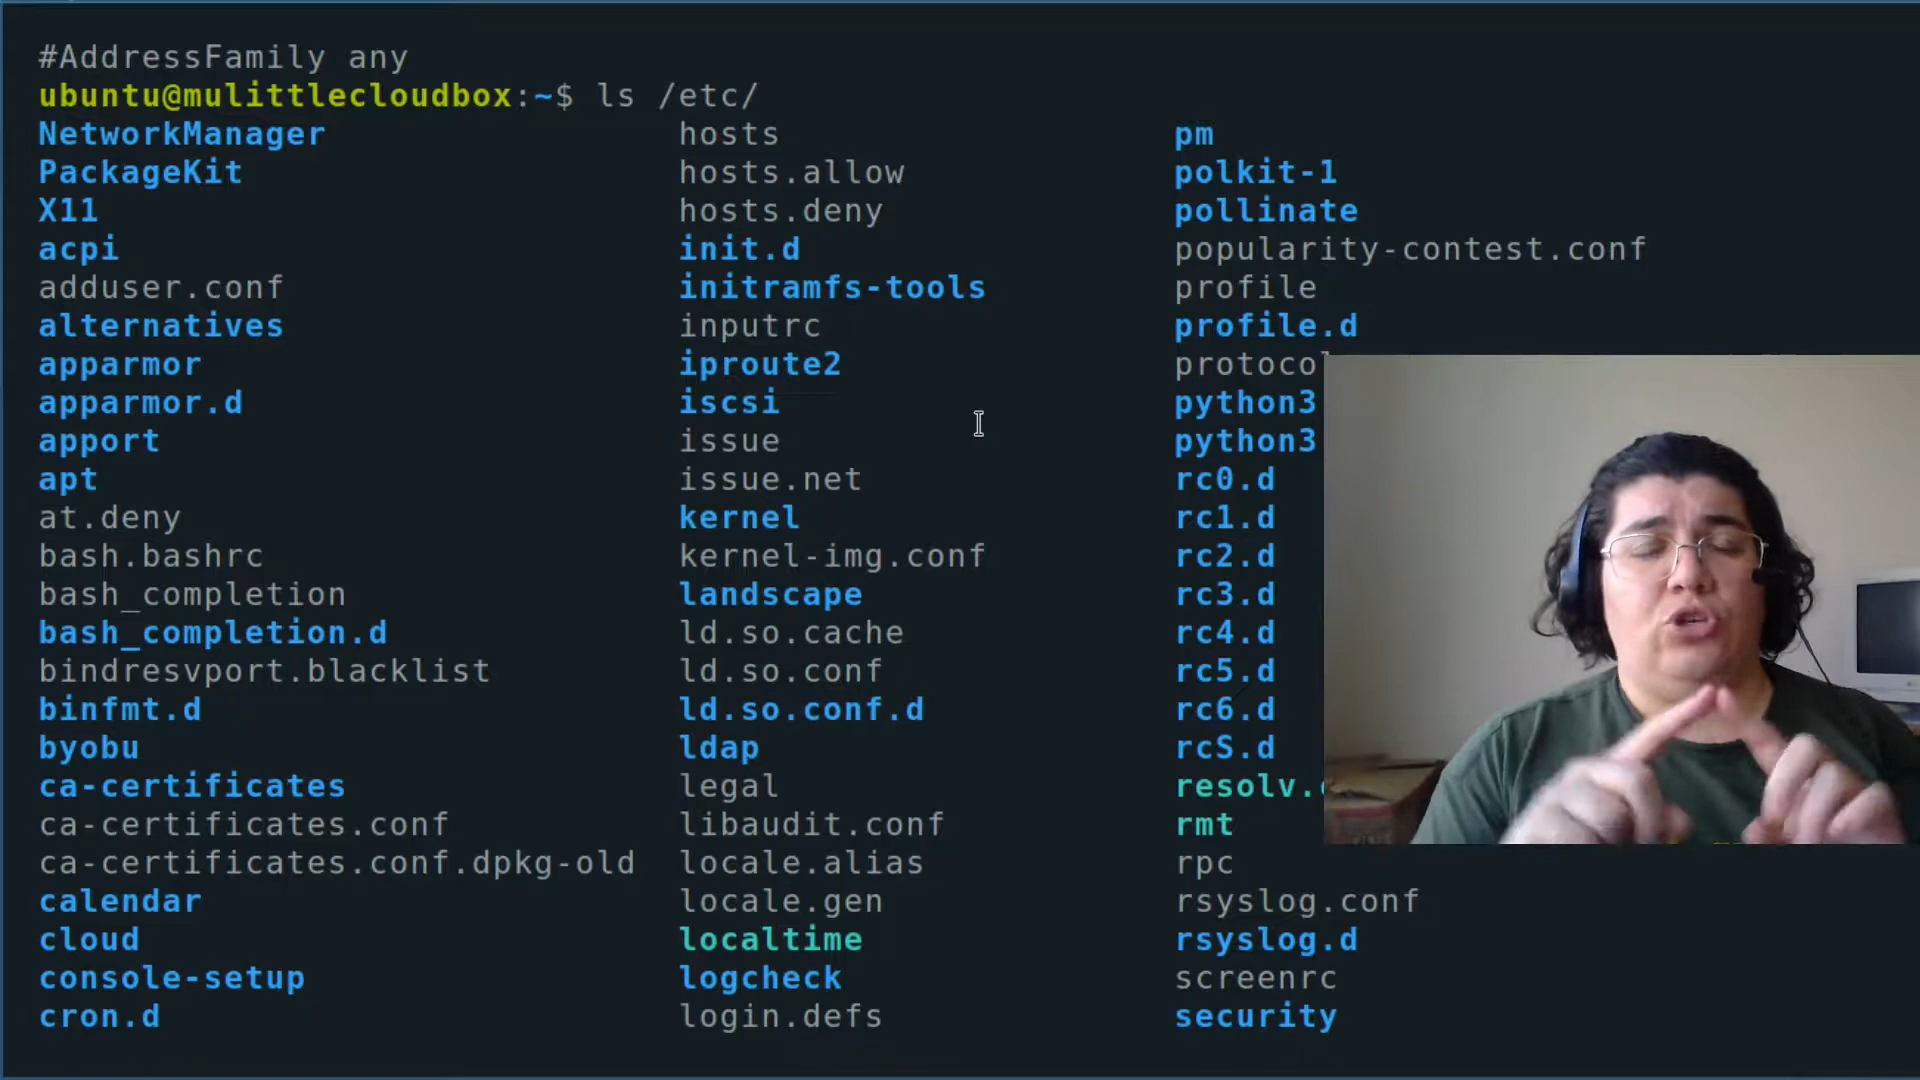 #AddressFamily any
ubuntu@mulittlecloudbox:~$ ls /etc/
NetworkManager hosts pm
PackageKit hosts.allow polkit-1
X11 hosts.deny pollinate
acpi init.d popularity-contest.conf
adduser.conf initramfs-tools profile
alternatives inputrc profile.d
apparmor iproute2 protoco
apparmor.d iscsi python3
apport issue python3
apt issue.net rc0.d
at.deny kernel rc1.d
bash.bashrc kernel-img.conf rc2.d
bash_completion landscape rc3.d
bash_completion.d ld.so.cache rc4.d
bindresvport.blacklist ld.so.conf rc5.d
binfmt.d ld.so.conf.d rc6.d
byobu ldap rcS.d
ca-certificates legal resolv.
ca-certificates.conf libaudit.conf rmt
ca-certificates.conf.dpkg-old locale.alias rpc
calendar locale.gen rsyslog.conf
cloud localtime rsyslog.d
console-setup logcheck screenrc
cron.d login.defs security